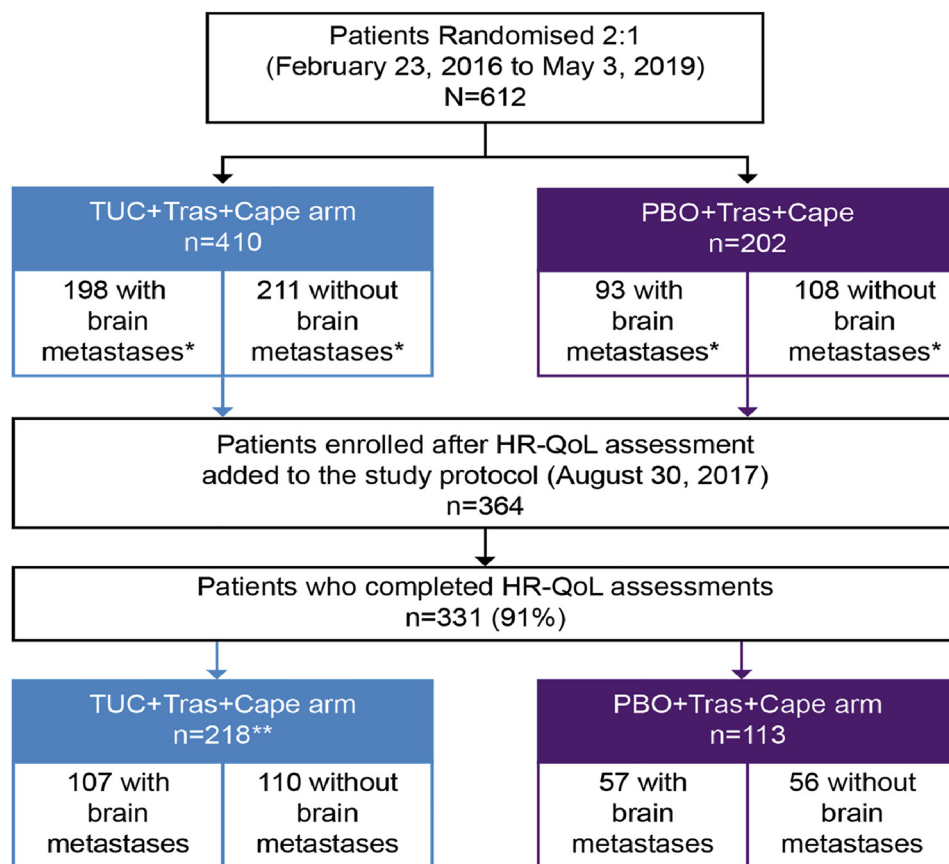 Patients Randomised 2:1
(February 23, 2016 to May 3, 2019)
N=612
TUC+Tras+Cape arm
n=410
198 with
brain
metastases*
211 without
brain
metastases*
PBO+Tras+Cape
n=202
93 with
brain
metastases*
108 without
brain
metastases*
Patients enrolled after HR-QoL assessment
added to the study protocol (August 30, 2017)
n=364
Patients who completed HR-QoL assessments
n=331 (91%)
TUC+Tras+Cape arm
n=218**
107 with
brain
metastases
110 without
brain
metastases
PBO+Tras+Cape arm
n=113
57 with
brain
metastases
56 without
brain
metastases